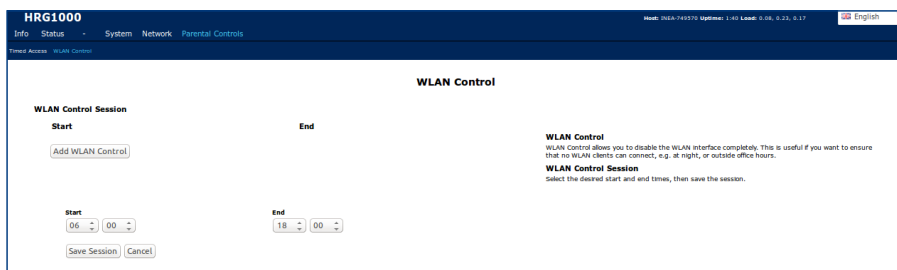 HRG1000
Host: INEA-749570 Uptime: 1:40 Load: 0.08, 0.23, 0.17
English
Info Status - System Network Parental Controls
Timed Access WLAN Control
WLAN Control
WLAN Control Session
Start End
Add WLAN Control
WLAN Control
WLAN Control allows you to disable the WLAN interface completely. This is useful if you want to ensure
that no WLAN clients can connect, e.g. at night, or outside office hours.
WLAN Control Session
Select the desired start and end times, then save the session.
Start End
06 00 18 00
Save Session Cancel